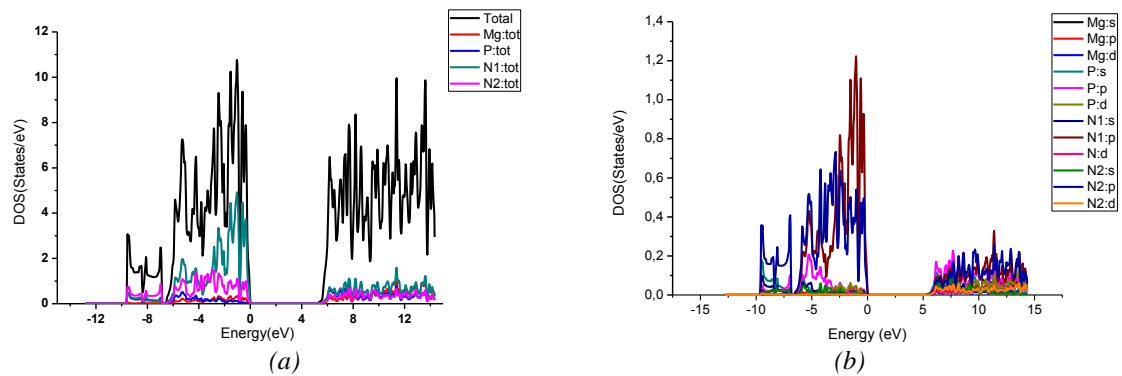 12
10
8
6
4
2
0
DOS(States/eV)
-12
-8
-4
0
4
8
12
Energy(eV)
Total
Mg:tot
P:tot
N1:tot
N2:tot
(a)
1,4
1,2
1,0
0,8
0,6
0,4
0,2
0,0
DOS(States/eV)
-15
-10
-5
0
5
10
15
Energy (eV)
Mg:s
Mg:p
Mg:d
P:s
P:p
P:d
N1:s
N1:p
N:d
N2:s
N2:p
N2:d
(b)